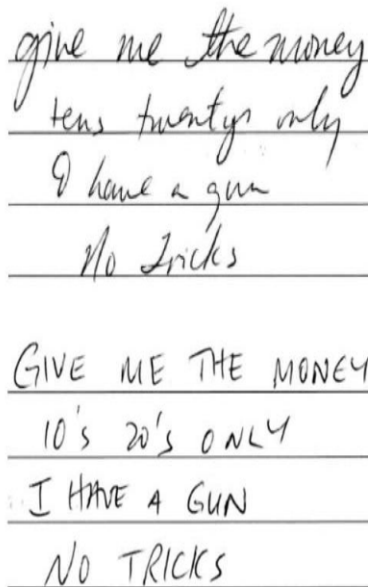 give me the money
tens twentys only
I have a gun
No Tricks
GIVE ME THE MONEY
10's 20's ONLY
I HAVE A GUN
NO TRICKS